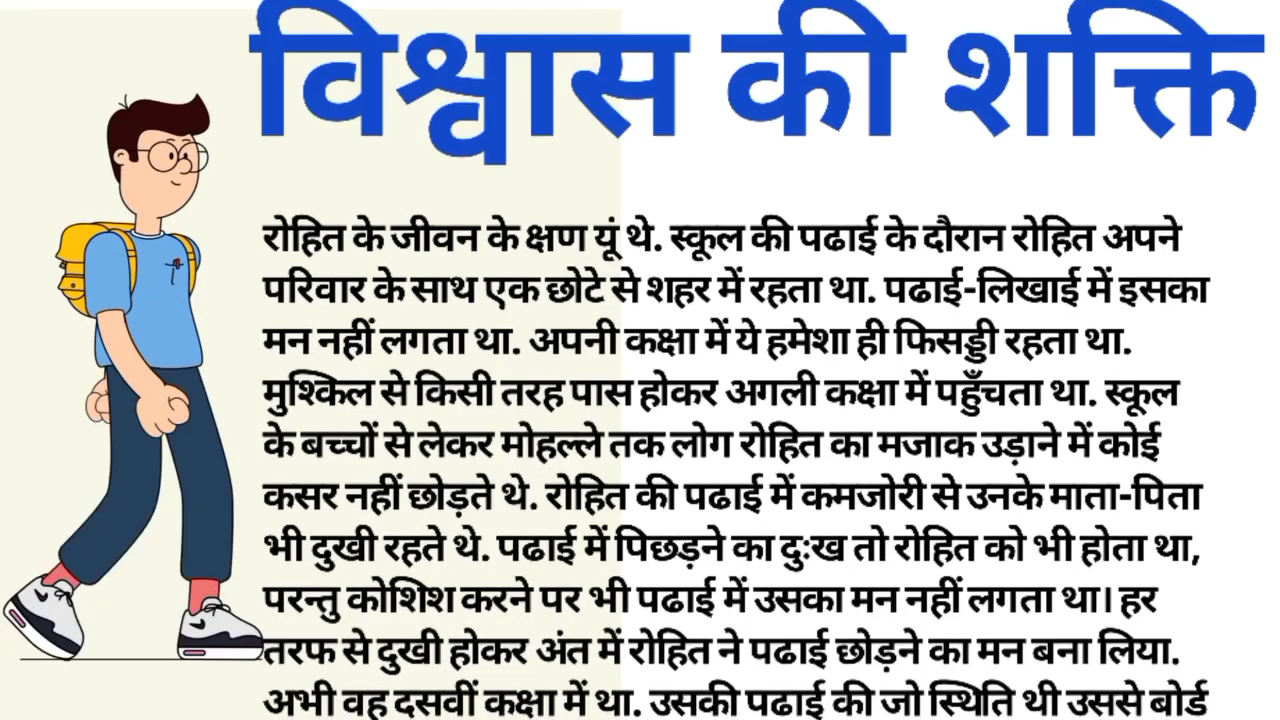 विश्वास की शक्ति
रोहित के जीवन के क्षण यूं थे. स्कूल की पढाई के दौरान रोहित अपने
परिवार के साथ एक छोटे से शहर में रहता था. पढाई-लिखाई में इसका
मन नहीं लगता था. अपनी कक्षा में ये हमेशा ही फिसड्डी रहता था.
मुश्किल से किसी तरह पास होकर अगली कक्षा में पहुँचता था. स्कूल
के बच्चों से लेकर मोहल्ले तक लोग रोहित का मजाक उड़ाने में कोई
कसर नहीं छोड़ते थे. रोहित की पढाई में कमजोरी से उनके माता-पिता
भी दुखी रहते थे. पढाई में पिछड़ने का दुःख तो रोहित को भी होता था,
परन्तु कोशिश करने पर भी पढाई में उसका मन नहीं लगता था। हर
तरफ से दुखी होकर अंत में रोहित ने पढाई छोड़ने का मन बना लिया.
अभी वह दसवीं कक्षा में था. उसकी पढाई की जो स्थिति थी उससे बोर्ड